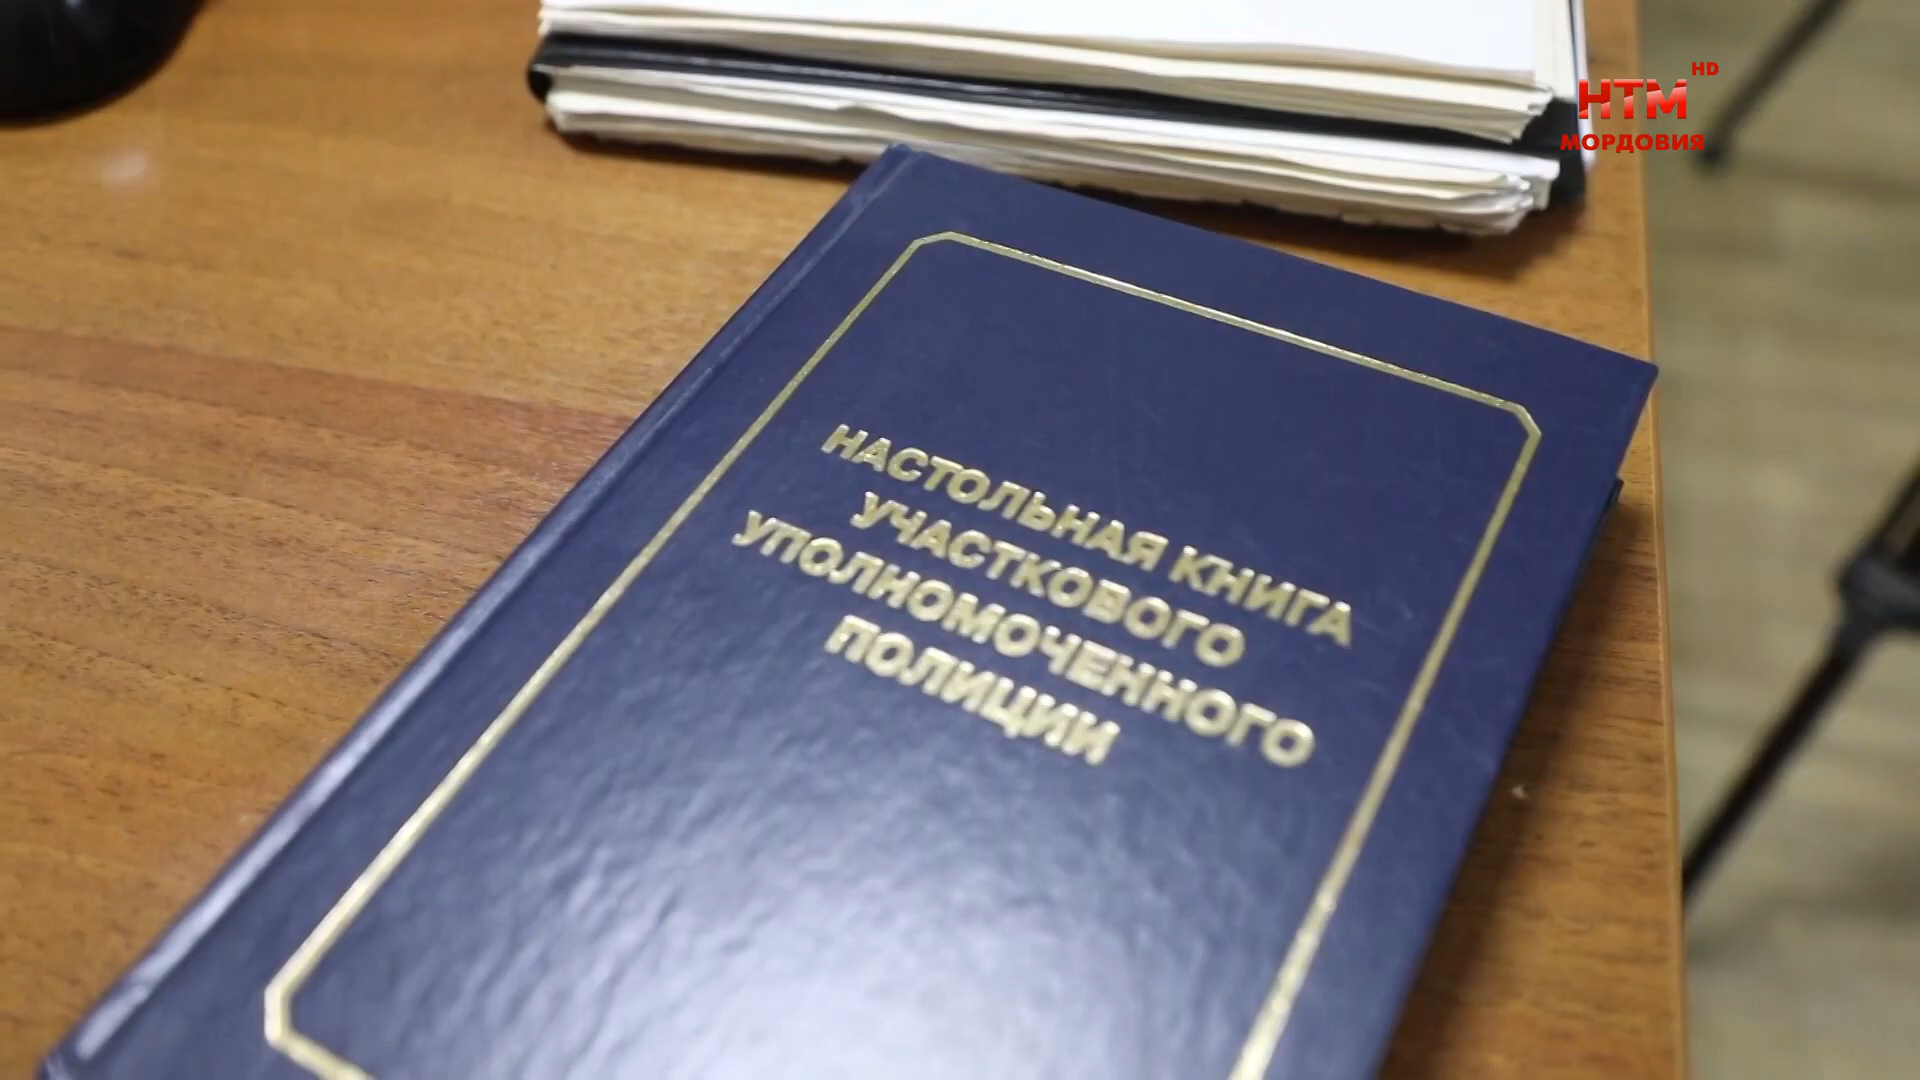 HD
НТМ
МОРДОВИЯ
НАСТОЛЬНАЯ КНИГА
УЧАСТКОВОГО
УПОЛНОМОЧЕННОГО
ПОЛИЦИИ